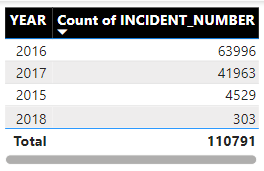 YEAR Count of INCIDENT_NUMBER
2016 63996
2017 41963
2015 4529
2018 303
Total 110791